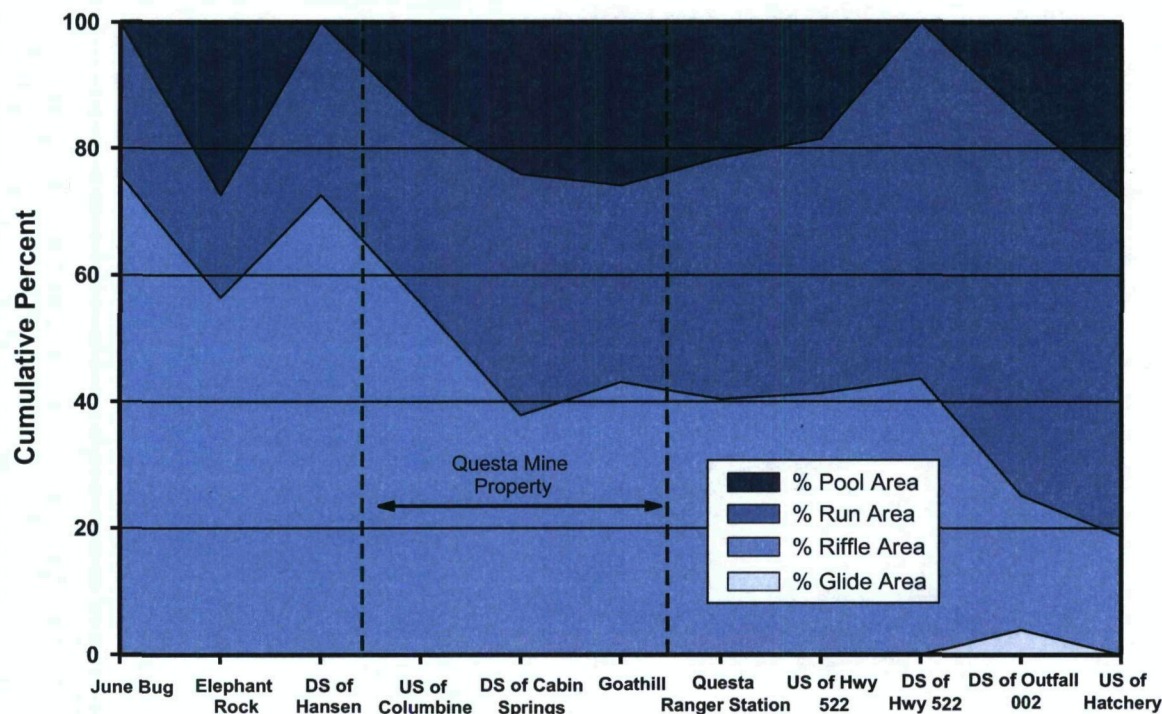 100
80
60
40
20
0
Cumulative Percent
Questa Mine
Property
% Pool Area
% Run Area
% Riffle Area
% Glide Area
June Bug
Elephant
Rock
DS of
Hansen
US of
Columbine
DS of Cabin
Springs
Goathill
Questa
Ranger Station
US of Hwy
522
DS of
Hwy 522
DS of Outfall
002
US of
Hatchery